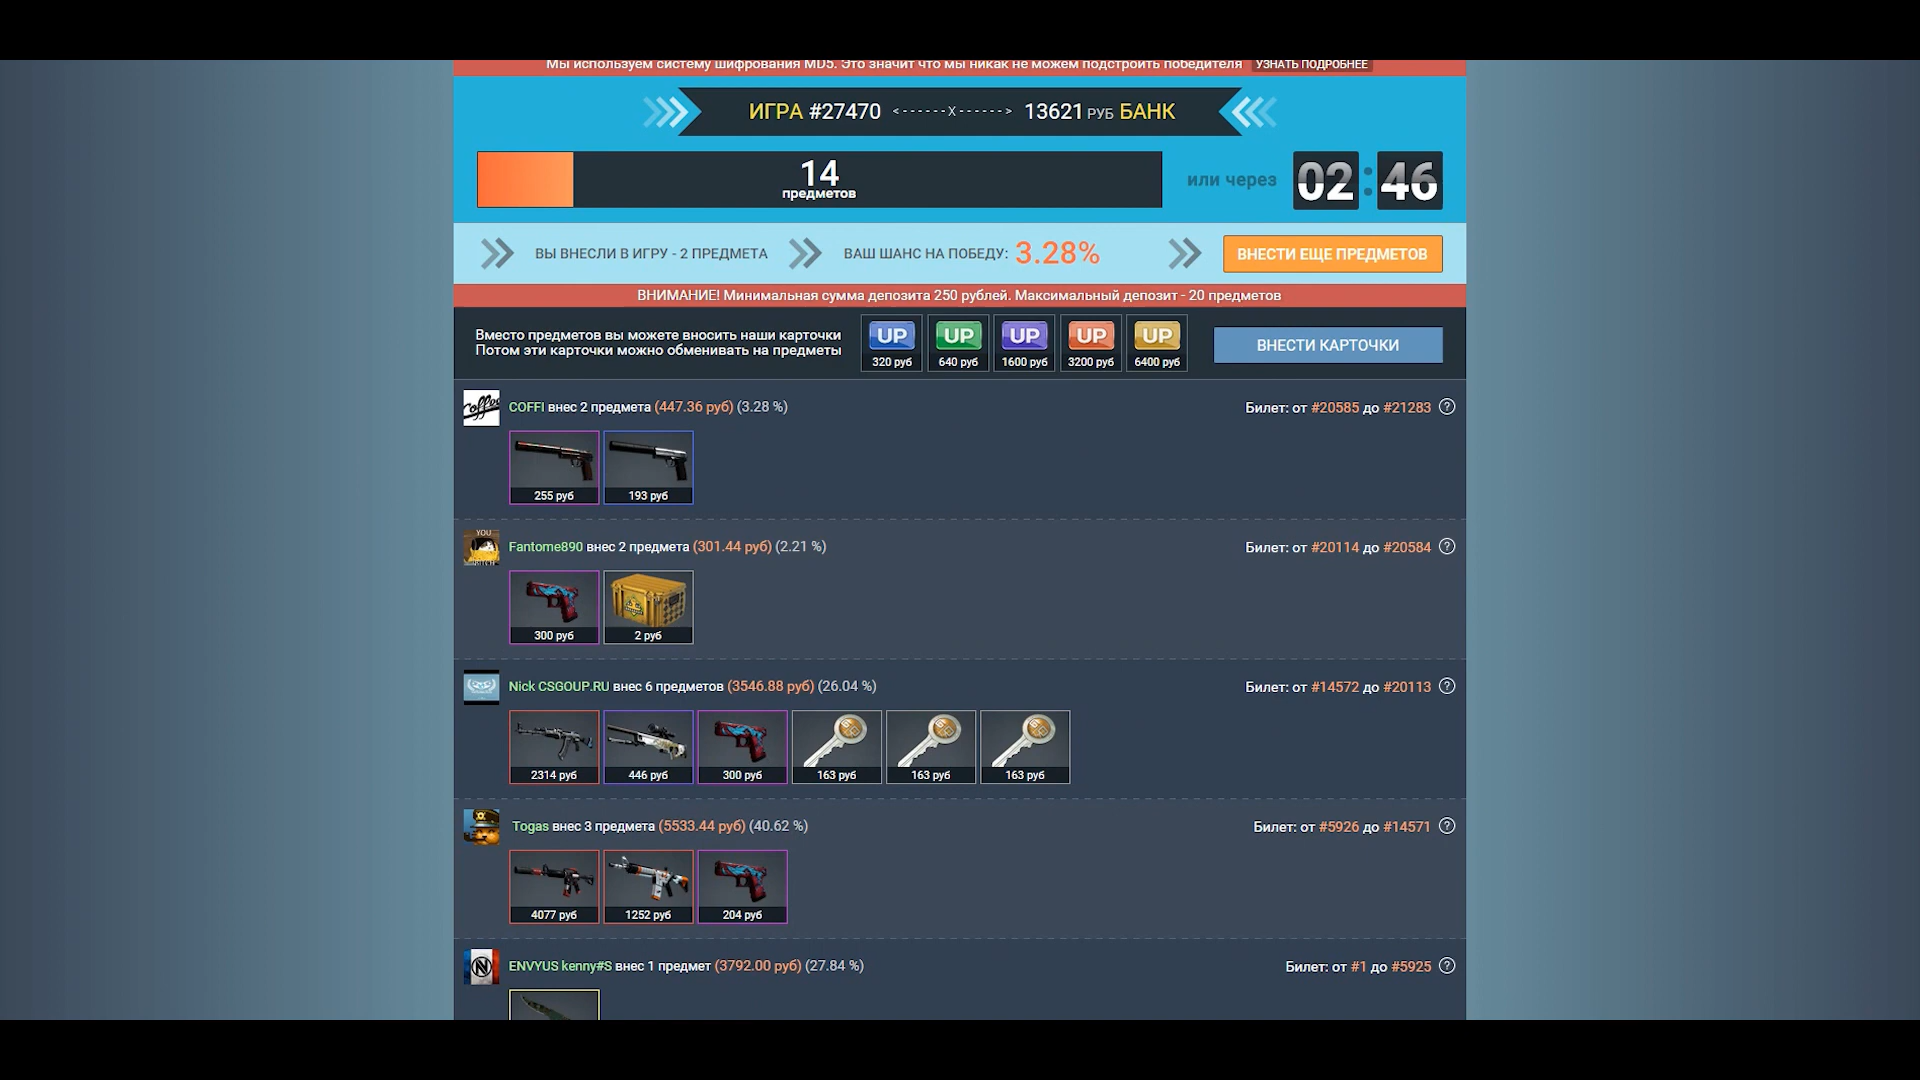 Мы используем систему шифрования MD5. Это значит что мы никак не можем подстроить победителя УЗНАТЬ ПОДРОБНЕЕ
ИГРА #27470 <------X------> 13621 РУБ БАНК
14
предметов
или через 02:46
ВЫ ВНЕСЛИ В ИГРУ - 2 ПРЕДМЕТА ВАШ ШАНС НА ПОБЕДУ: 3.28% ВНЕСТИ ЕЩЕ ПРЕДМЕТОВ
ВНИМАНИЕ! Минимальная сумма депозита 250 рублей. Максимальный депозит - 20 предметов
Вместо предметов вы можете вносить наши карточки
Потом эти карточки можно обменивать на предметы
UP UP UP UP UP
320 руб 640 руб 1600 руб 3200 руб 6400 руб
ВНЕСТИ КАРТОЧКИ
Coffee
COFFI внес 2 предмета (447.36 руб) (3.28 %) Билет: от #20585 до #21283 ?
255 руб 193 руб
YOU
Fantome890 внес 2 предмета (301.44 руб) (2.21 %) Билет: от #20114 до #20584 ?
300 руб 2 руб
Nick CSGOUP.RU внес 6 предметов (3546.88 руб) (26.04 %) Билет: от #14572 до #20113 ?
2314 руб 446 руб 300 руб 163 руб 163 руб 163 руб
Togas внес 3 предмета (5533.44 руб) (40.62 %) Билет: от #5926 до #14571 ?
4077 руб 1252 руб 204 руб
ENVYUS kenny#S внес 1 предмет (3792.00 руб) (27.84 %) Билет: от #1 до #5925 ?